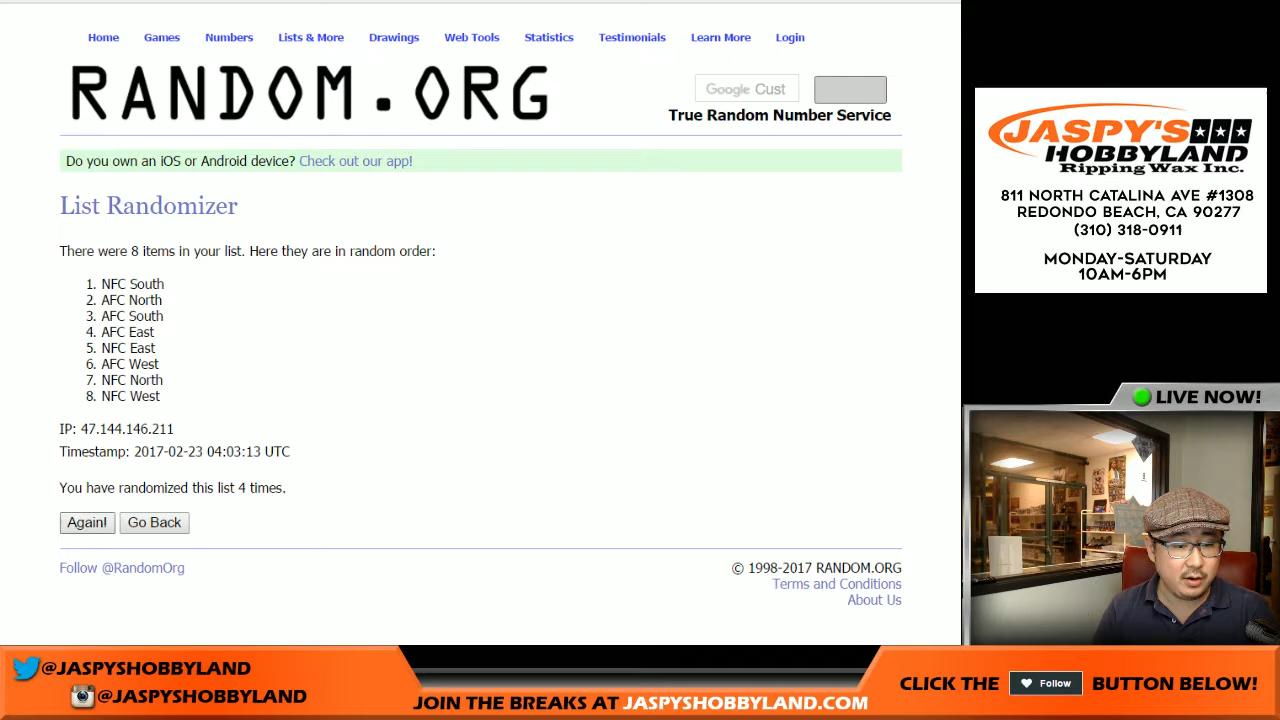 Home Games Numbers Lists & More Drawings Web Tools Statistics Testimonials Learn More Login
RANDOM.ORG
Google Cust
True Random Number Service
Do you own an iOS or Android device? Check out our app!
List Randomizer
There were 8 items in your list. Here they are in random order:
1. NFC South
2. AFC North
3. AFC South
4. AFC East
5. NFC East
6. AFC West
7. NFC North
8. NFC West
IP: 47.144.146.211
Timestamp: 2017-02-23 04:03:13 UTC
You have randomized this list 4 times.
Again! Go Back
Follow @RandomOrg
© 1998-2017 RANDOM.ORG
Terms and Conditions
About Us
JASPY'S
HOBBYLAND
Ripping Wax Inc.
811 NORTH CATALINA AVE #1308
REDONDO BEACH, CA 90277
(310) 318-0911
MONDAY-SATURDAY
10AM-6PM
LIVE NOW!
@JASPYSHOBBYLAND
@JASPYSHOBBYLAND
JOIN THE BREAKS AT JASPYSHOBBYLAND.COM
CLICK THE Follow BUTTON BELOW!